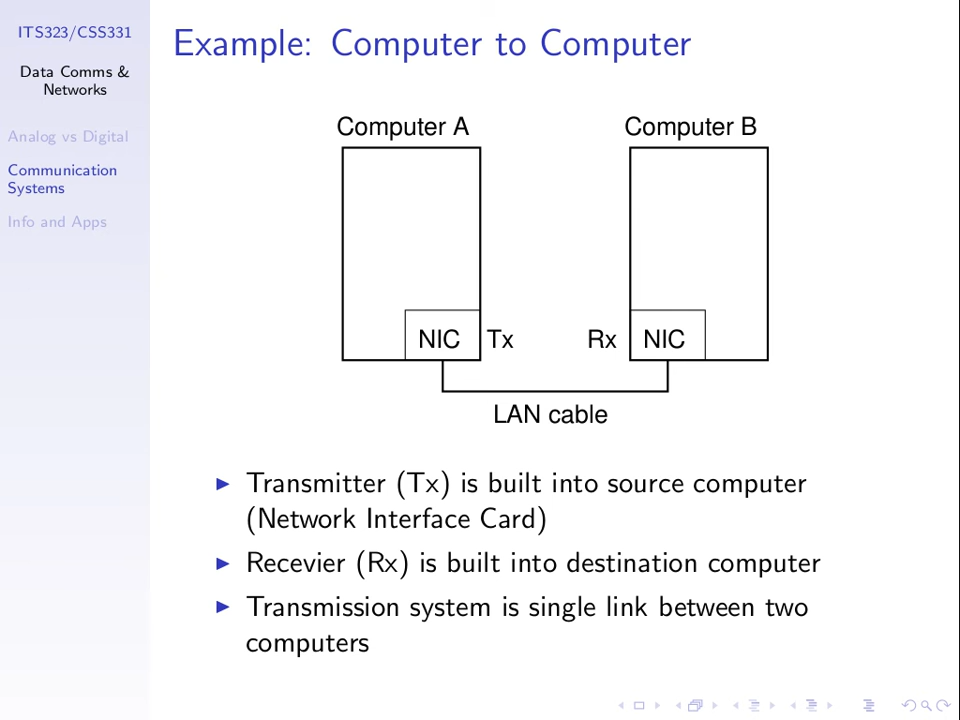 ITS323/CSS331
Data Comms &
Networks
Analog vs Digital
Communication
Systems
Info and Apps
Example: Computer to Computer
Computer A
Computer B
NIC
Tx
Rx
NIC
LAN cable
Transmitter (Tx) is built into source computer
(Network Interface Card)
Recevier (Rx) is built into destination computer
Transmission system is single link between two
computers